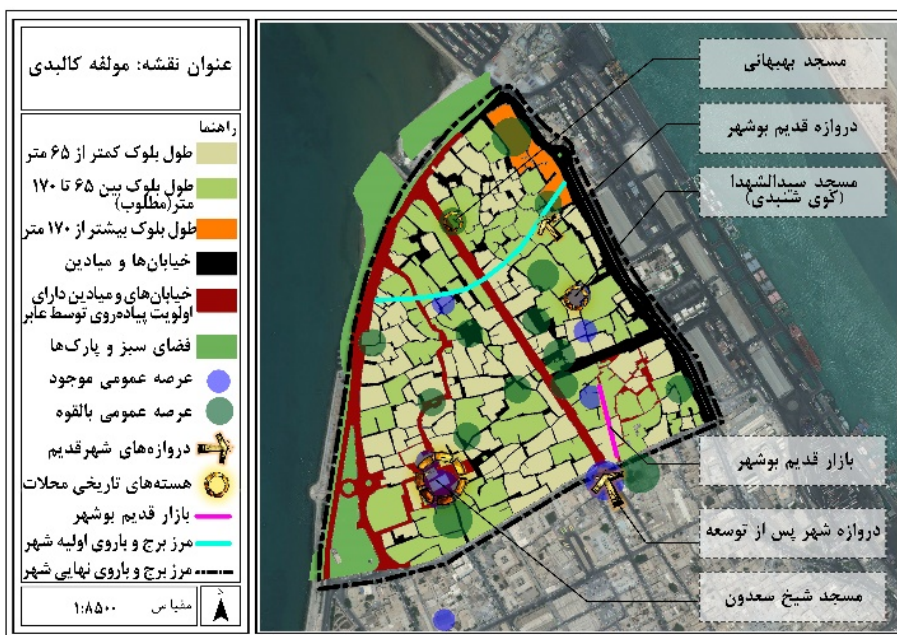 عنوان نقشه: مولفه کالبدی
راهنما
طول بلوک کمتر از ۶۵ متر
طول بلوک بین ۶۵ تا ۱۷۰
متر(مطلوب)
طول بلوک بیشتر از ۱۷۰ متر
خیابان‌ها و میادین
خیابان‌های و میادین دارای
اولویت پیاده‌روی توسط عابر
فضای سبز و پارک‌ها
عرصه عمومی موجود
عرصه عمومی بالقوه
دروازه‌های شهر قدیم
هسته‌های تاریخی محلات
بازار قدیم بوشهر
مرز برج و باروی اولیه شهر
مرز برج و باروی نهایی شهر
مقیاس ۱:۸۵۰۰
مسجد بهبهانی
دروازه قدیم بوشهر
مسجد سیدالشهدا
(کوی شنبدی)
بازار قدیم بوشهر
دروازه شهر پس از توسعه
مسجد شیخ سعدون